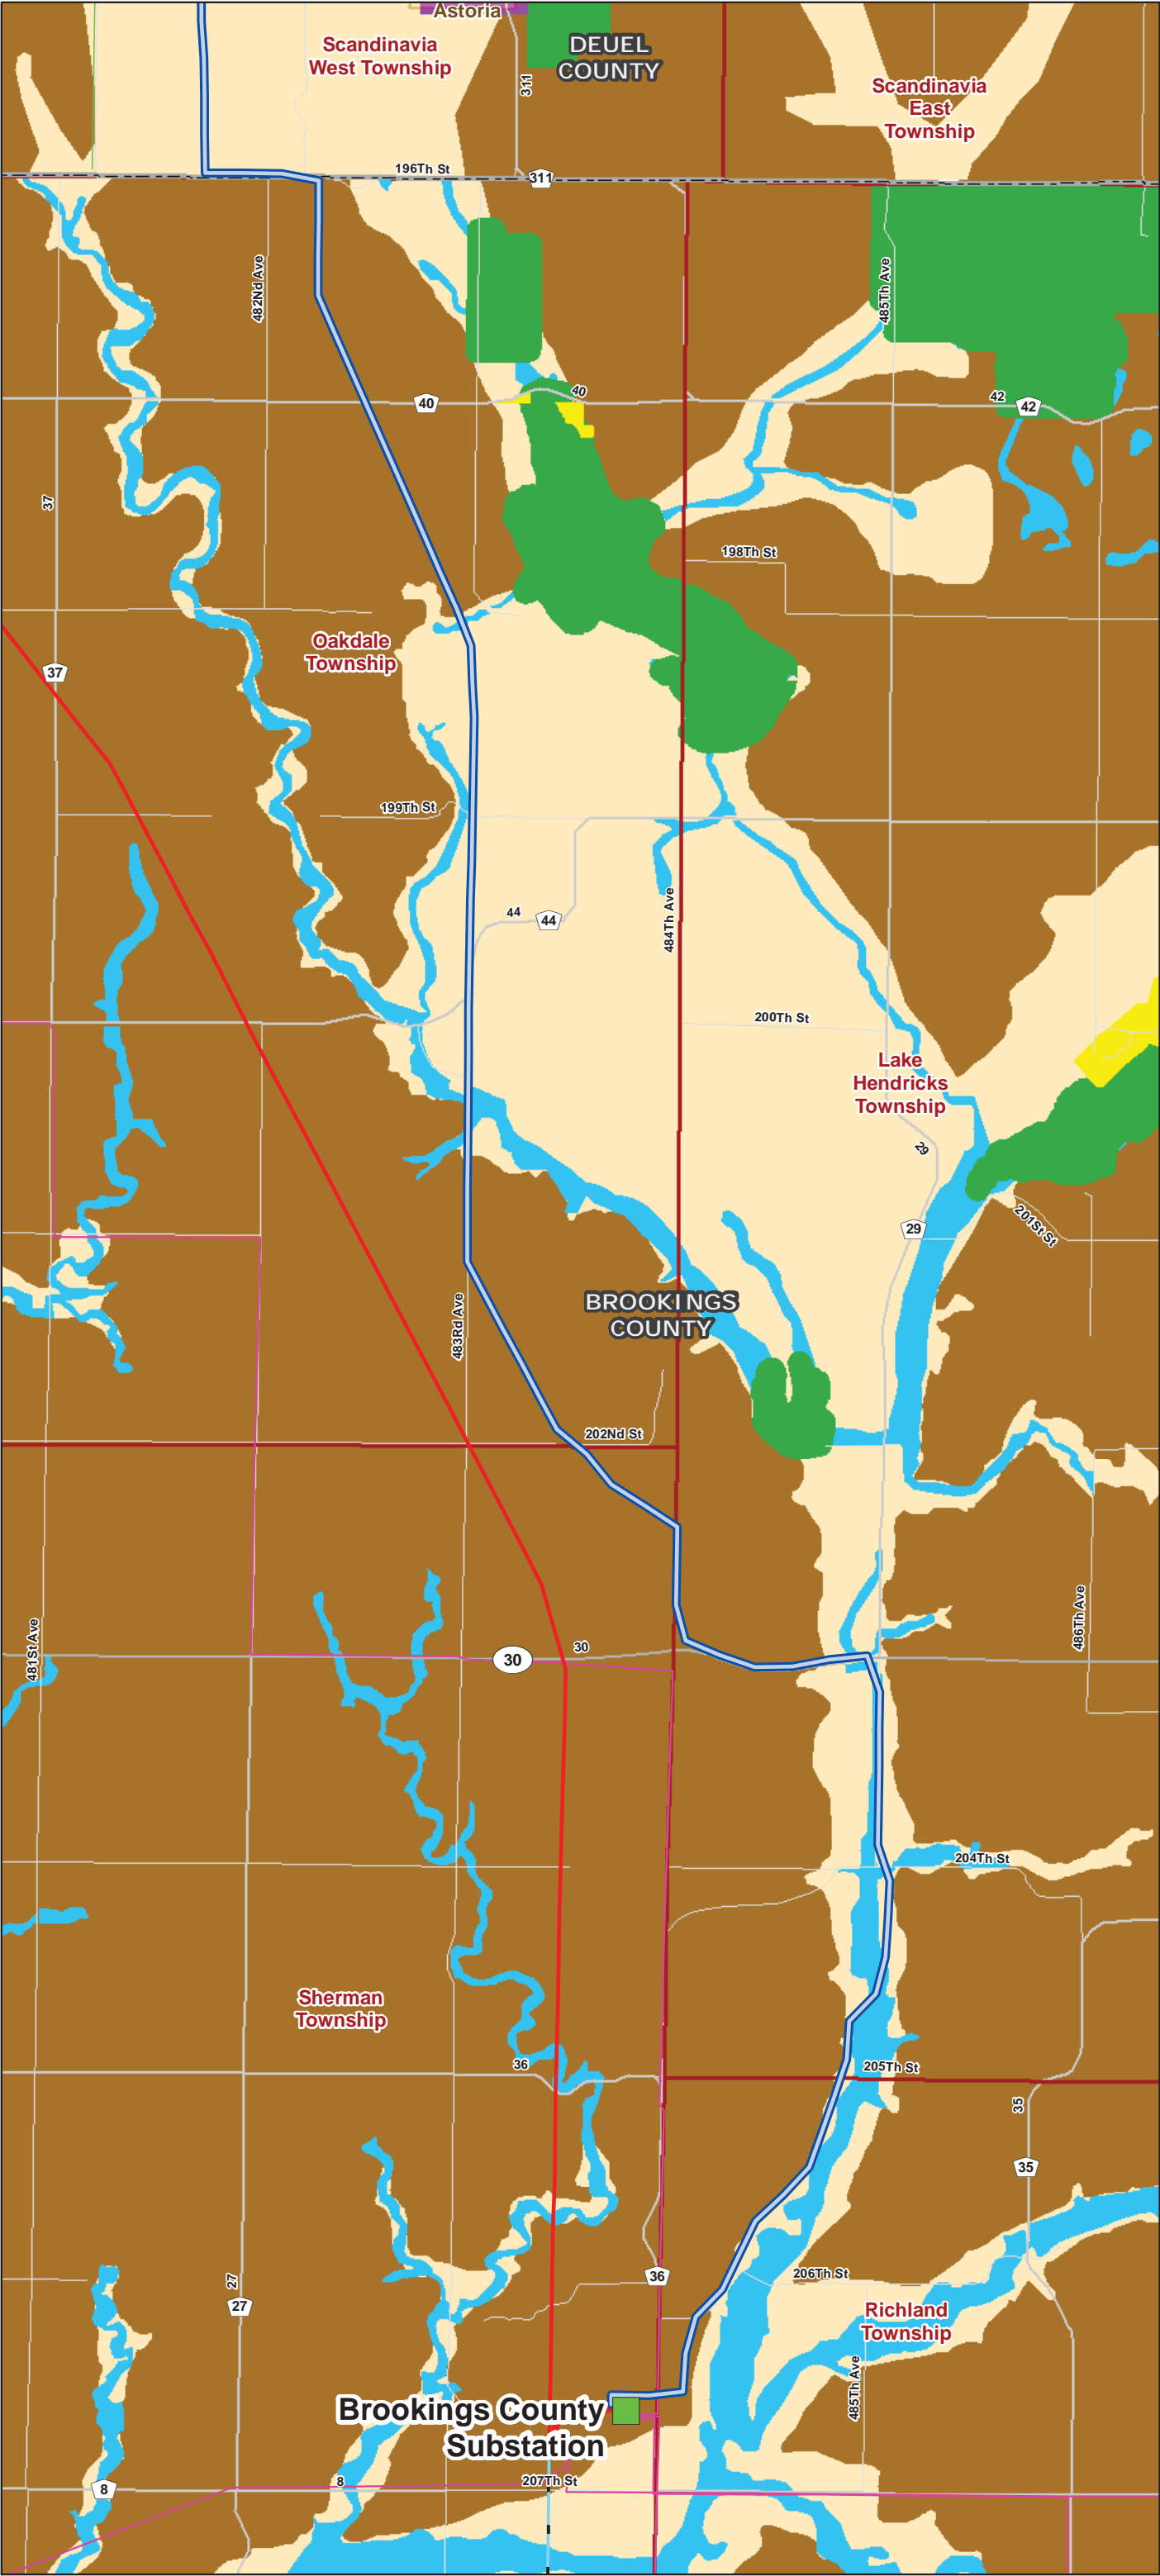 Astoria
Scandinavia
West Township
DEUEL
COUNTY
311
Scandinavia
East
Township
196Th St
311
482Nd Ave
485Th Ave
40
40
42
42
37
198Th St
Oakdale
Township
37
199Th St
44
44
484Th Ave
200Th St
Lake
Hendricks
Township
29
201St St
29
BROOKINGS
COUNTY
483Rd Ave
202Nd St
481St Ave
30
30
486Th Ave
204Th St
Sherman
Township
36
205Th St
35
35
27
27
36
206Th St
Richland
Township
485Th Ave
Brookings County
Substation
8
8
207Th St